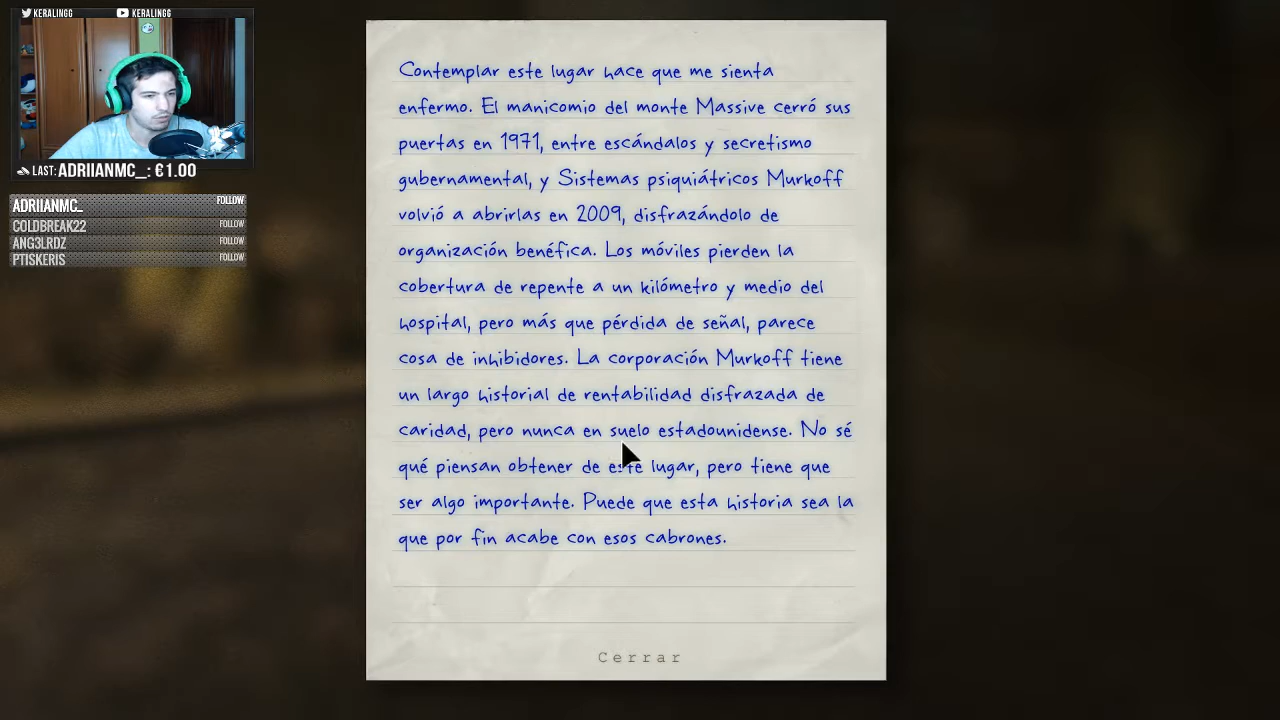 KERALINGG KERALINGG
LAST: ADRIIANMC_: €1.00
ADRIIANMC_ FOLLOW
COLDBREAK22 FOLLOW
ANG3LRDZ FOLLOW
PTISKERIS FOLLOW
Contemplar este lugar hace que me sienta
enfermo. El manicomio del monte Massive cerró sus
puertas en 1971, entre escándalos y secretismo
gubernamental, y Sistemas psiquiátricos Murkoff
volvió a abrirlas en 2009, disfrazándolo de
organización benéfica. Los móviles pierden la
cobertura de repente a un kilómetro y medio del
hospital, pero más que pérdida de señal, parece
cosa de inhibidores. La corporación Murkoff tiene
un largo historial de rentabilidad disfrazada de
caridad, pero nunca en suelo estadounidense. No sé
qué piensan obtener de este lugar, pero tiene que
ser algo importante. Puede que esta historia sea la
que por fin acabe con esos cabrones.
Cerrar